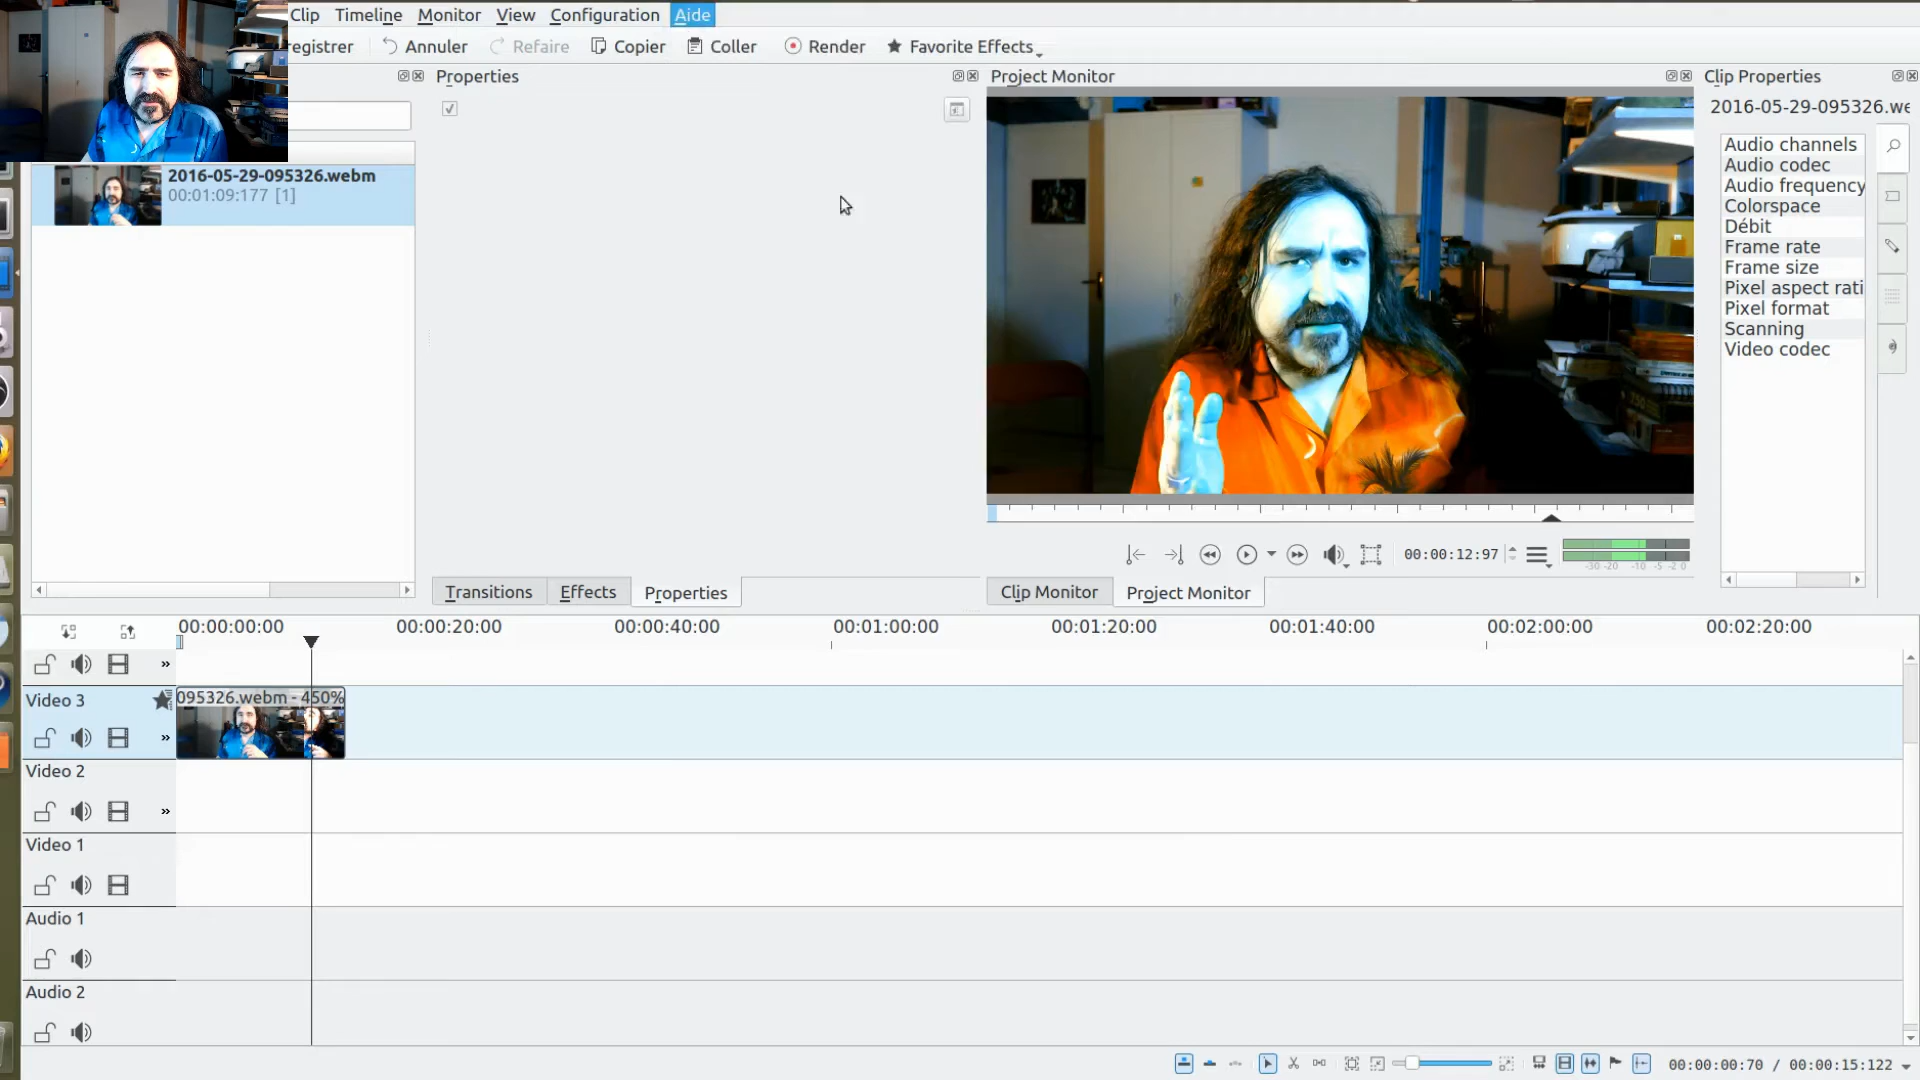 Clip Timeline Monitor View Configuration Aide
egistrer Annuler Refaire Copier Coller Render Favorite Effects
Properties
Project Monitor
Clip Properties
2016-05-29-095326.we
2016-05-29-095326.webm
00:01:09:177 [1]
Audio channels
Audio codec
Audio frequency
Colorspace
Débit
Frame rate
Frame size
Pixel aspect rati
Pixel format
Scanning
Video codec
00:00:12:97
-30 -20 -10 -5 -2 0
Transitions Effects Properties
Clip Monitor Project Monitor
00:00:00:00 00:00:20:00 00:00:40:00 00:01:00:00 00:01:20:00 00:01:40:00 00:02:00:00 00:02:20:00
Video 3
095326.webm - 450%
Video 2
Video 1
Audio 1
Audio 2
00:00:00:70 / 00:00:15:122